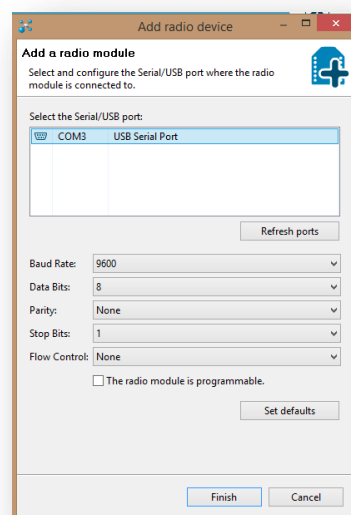 Add radio device
Add a radio module
Select and configure the Serial/USB port where the radio
module is connected to.
Select the Serial/USB port:
COM3 USB Serial Port
Refresh ports
Baud Rate: 9600
Data Bits: 8
Parity: None
Stop Bits: 1
Flow Control: None
The radio module is programmable.
Set defaults
Finish Cancel